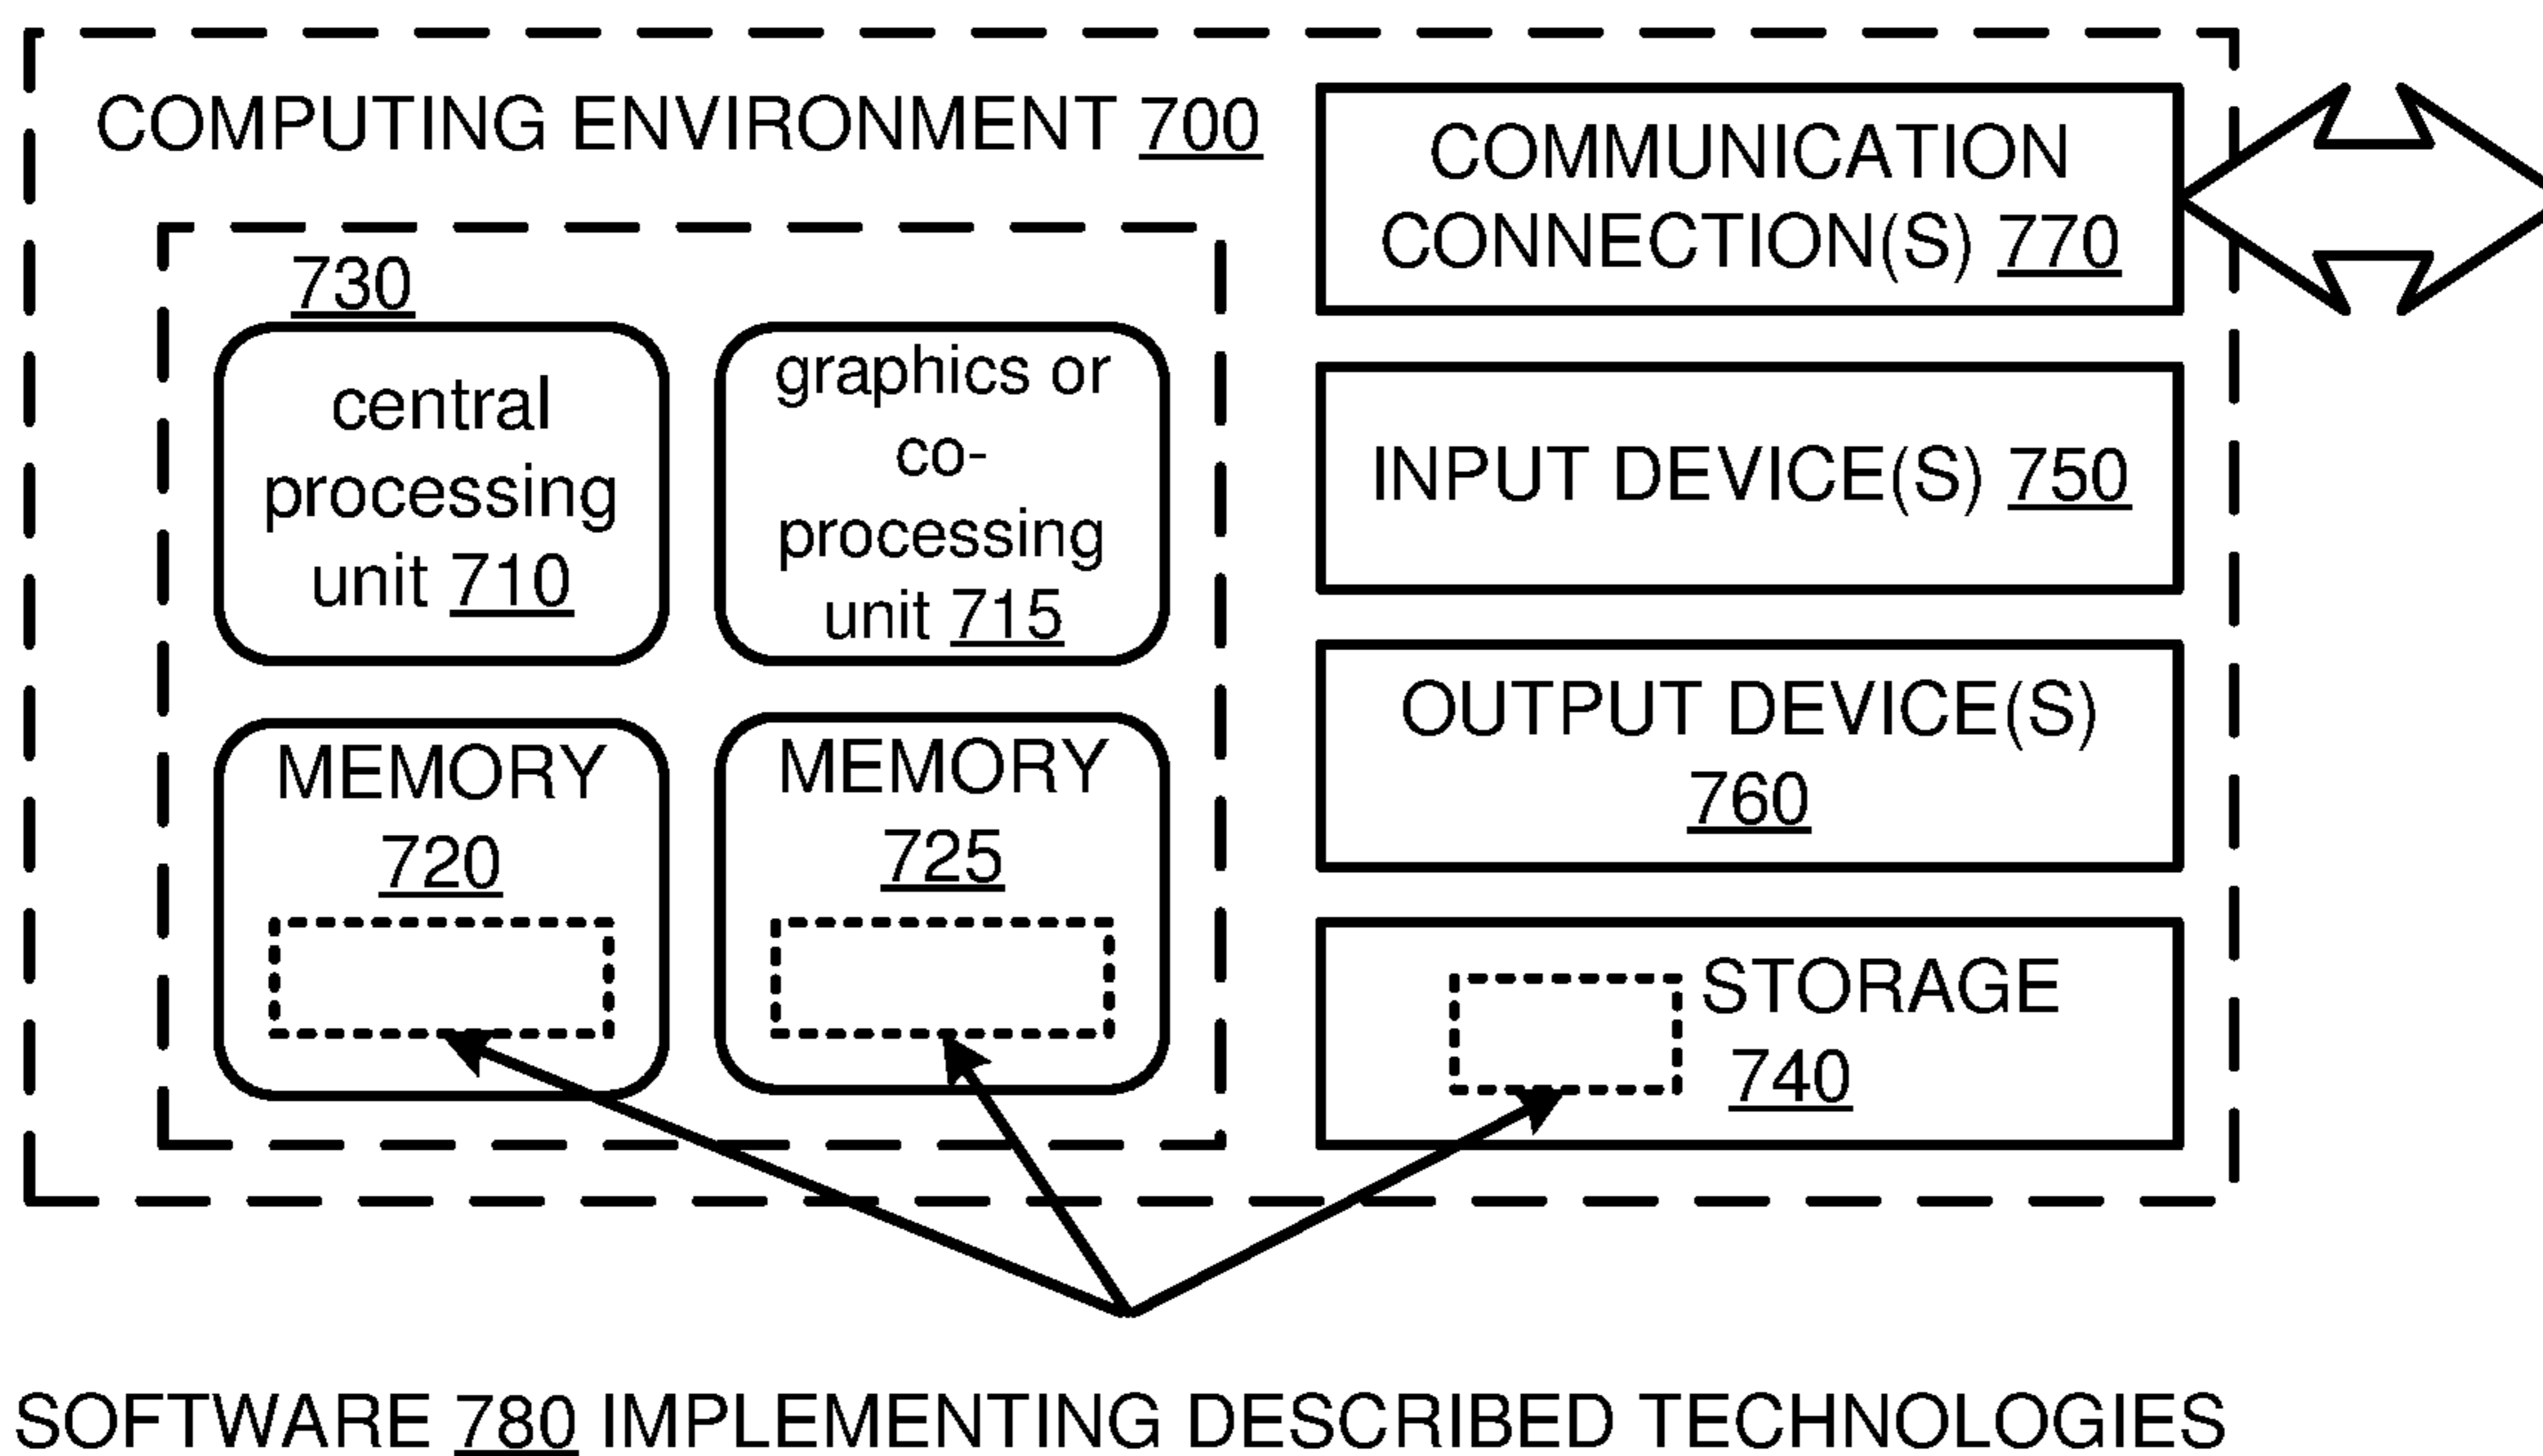 COMPUTING ENVIRONMENT 700
730
central
processing
unit 710
graphics or
co-
processing
unit 715
MEMORY
720
MEMORY
725
COMMUNICATION
CONNECTION(S) 770
INPUT DEVICE(S) 750
OUTPUT DEVICE(S)
760
STORAGE
740
SOFTWARE 780 IMPLEMENTING DESCRIBED TECHNOLOGIES